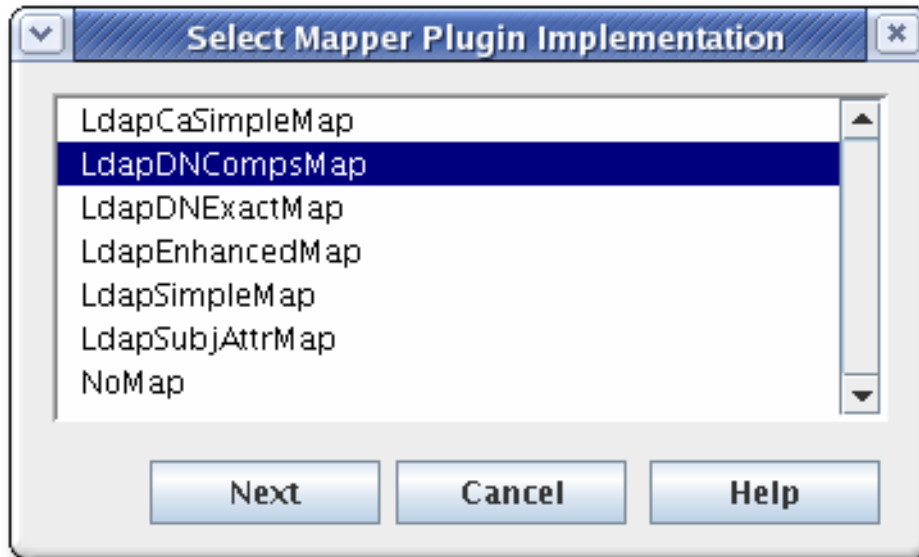 Select Mapper Plugin Implementation
LdapCaSimpleMap
LdapDNCompsMap
LdapDNExactMap
LdapEnhancedMap
LdapSimpleMap
LdapSubjAttrMap
NoMap
Next Cancel Help